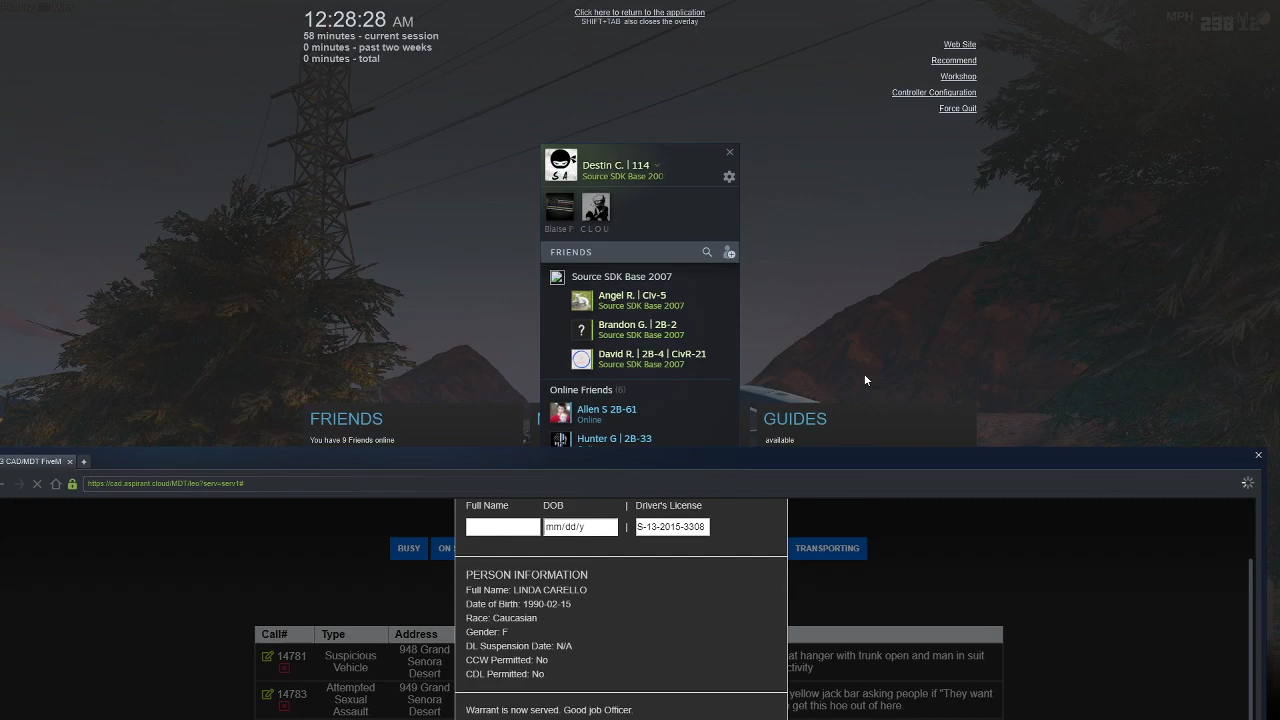 12:28:28 AM
58 minutes - current session
0 minutes - past two weeks
0 minutes - total
Click here to return to the application
SHIFT+TAB also closes the overlay
MPH
Web Site
Recommend
Workshop
Controller Configuration
Force Quit
Destin C. | 114
Source SDK Base 200
Blaise F
C L O U
FRIENDS
Source SDK Base 2007
Angel R. | Civ-5
Source SDK Base 2007
Brandon G. | 2B-2
Source SDK Base 2007
David R. | 2B-4 | CivR-21
Source SDK Base 2007
Online Friends (6)
Allen S 2B-61
Online
Hunter G | 2B-33
FRIENDS
You have 9 Friends online
GUIDES
available
CAD/MDT FiveM
https://cad.aspirant.cloud/MDT/leo?serv=serv1#
Full Name DOB | Driver's License
mm/dd/y | S-13-2015-3308
BUSY
ON
TRANSPORTING
PERSON INFORMATION
Full Name: LINDA CARELLO
Date of Birth: 1990-02-15
Race: Caucasian
Gender: F
DL Suspension Date: N/A
CCW Permitted: No
CDL Permitted: No
Warrant is now served. Good job Officer.
Call# Type Address
14781
Suspicious
Vehicle
948 Grand
Senora
Desert
at hanger with trunk open and man in suit
14783
Attempted
Sexual
Assault
949 Grand
Senora
Desert
yellow jack bar asking people if "They want
get this hoe out of here.